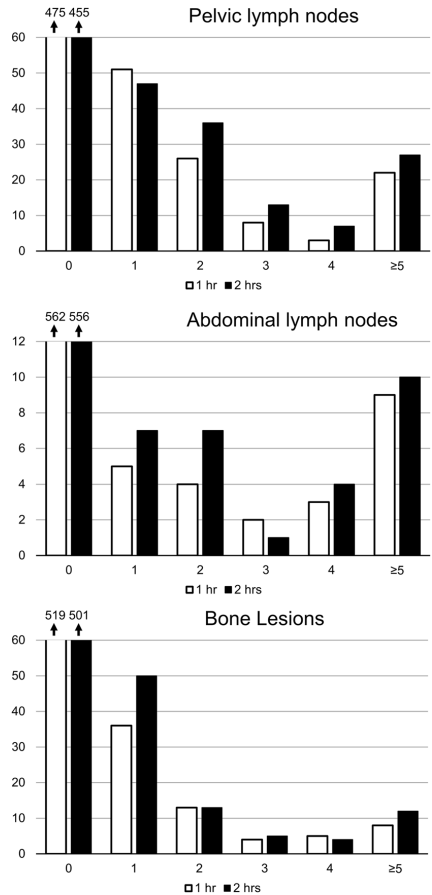 475 455
Pelvic lymph nodes
60
50
40
30
20
10
0
0 1 2 3 4 ≥5
1 hr 2 hrs
562 556
Abdominal lymph nodes
12
10
8
6
4
2
0
0 1 2 3 4 ≥5
1 hr 2 hrs
519 501
Bone Lesions
60
50
40
30
20
10
0
0 1 2 3 4 ≥5
1 hr 2 hrs